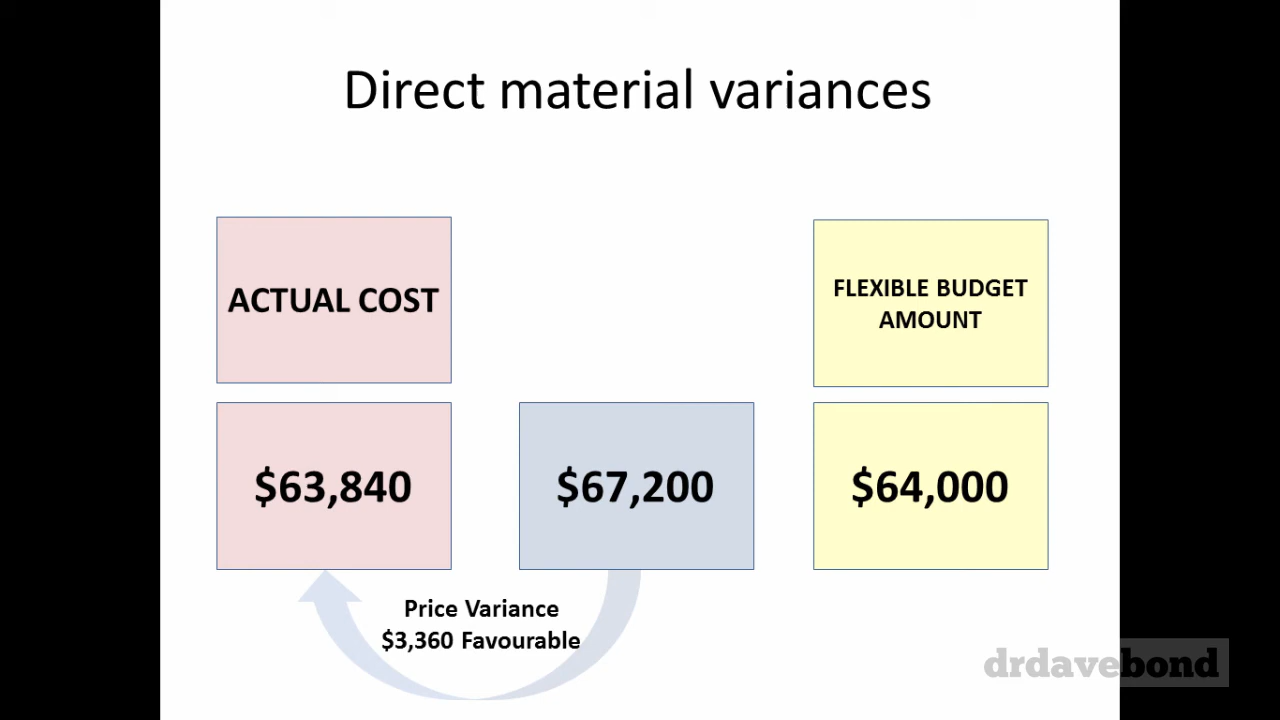 Direct material variances
ACTUAL COST
FLEXIBLE BUDGET
AMOUNT
$63,840
$67,200
$64,000
Price Variance
$3,360 Favourable
drdavebond